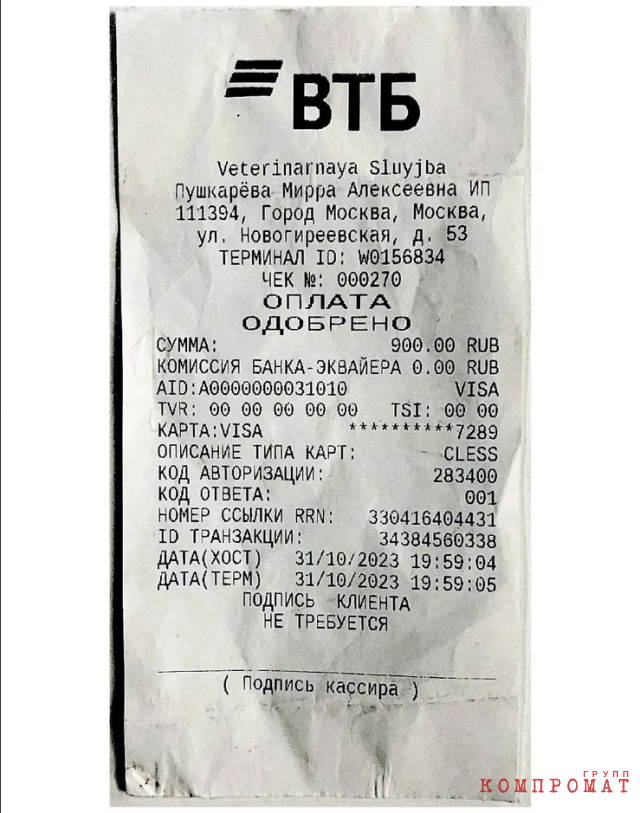 ВТБ
Veterinarnaya Sluyjba
Пушкарёва Мирра Алексеевна ИП
111394, Город Москва, Москва,
ул. Новогиреевская, д. 53
ТЕРМИНАЛ ID: W0156834
ЧЕК №: 000270
ОПЛАТА
ОДОБРЕНО
СУММА: 900.00 RUB
КОМИССИЯ БАНКА-ЭКВАЙЕРА 0.00 RUB
AID:A0000000031010 VISA
TVR: 00 00 00 00 00 TSI: 00 00
КАРТА:VISA **********7289
ОПИСАНИЕ ТИПА КАРТ: CLESS
КОД АВТОРИЗАЦИИ: 283400
КОД ОТВЕТА: 001
НОМЕР ССЫЛКИ RRN: 330416404431
ID ТРАНЗАКЦИИ: 34384560338
ДАТА(ХОСТ) 31/10/2023 19:59:04
ДАТА(ТЕРМ) 31/10/2023 19:59:05
ПОДПИСЬ КЛИЕНТА
НЕ ТРЕБУЕТСЯ
( Подпись кассира )
ГРУПП
КОМПРОМАТ